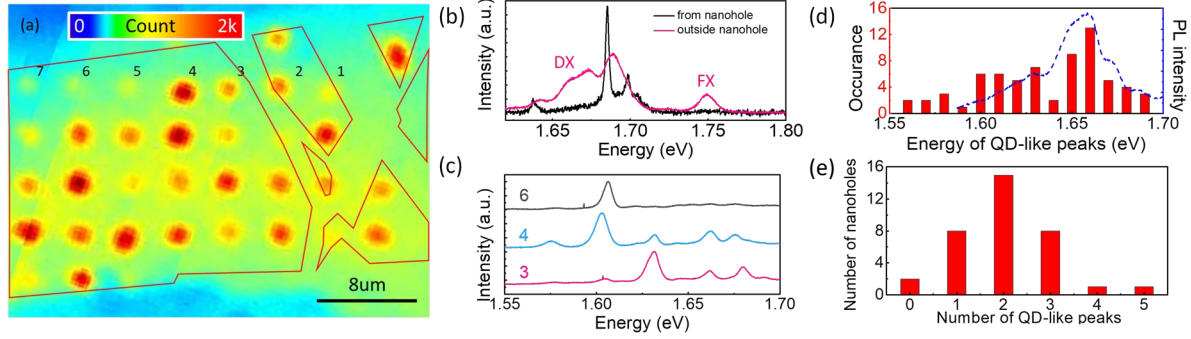 (a)
0 Count 2k
7 6 5 4 3 2 1
8um
(b)
Intensity (a.u.)
from nanohole
outside nanohole
DX
FX
1.65 1.70 1.75 1.80
Energy (eV)
(c)
Intensity (a.u.)
6
4
3
1.55 1.60 1.65 1.70
Energy (eV)
(d)
Occurance
16
12
8
4
0
PL intensity
1.55 1.60 1.65 1.70
Energy of QD-like peaks (eV)
(e)
Number of nanoholes
16
12
8
4
0
0 1 2 3 4 5
Number of QD-like peaks